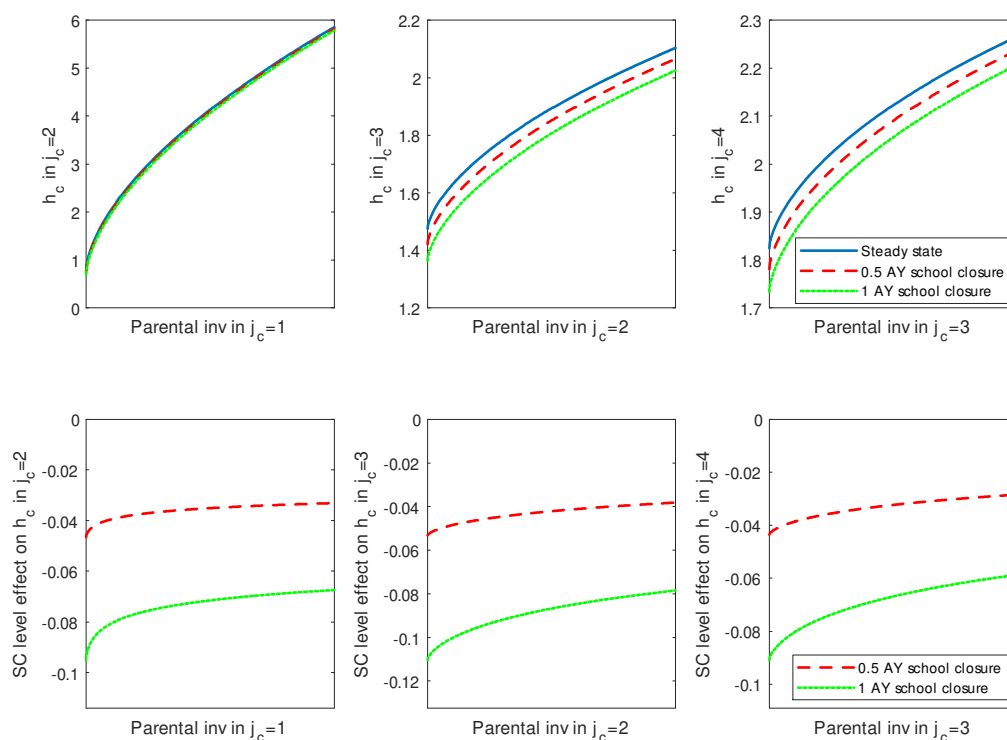 6
5
4
3
2
1
0
h_c in j_c=2
Parental inv in j_c=1
2.2
2
1.8
1.6
1.4
1.2
h_c in j_c=3
Parental inv in j_c=2
2.3
2.2
2.1
2
1.9
1.8
1.7
h_c in j_c=4
Steady state
0.5 AY school closure
1 AY school closure
Parental inv in j_c=3
0
-0.02
-0.04
-0.06
-0.08
-0.1
SC level effect on h_c in j_c=2
Parental inv in j_c=1
0
-0.02
-0.04
-0.06
-0.08
-0.1
-0.12
SC level effect on h_c in j_c=3
Parental inv in j_c=2
0
-0.02
-0.04
-0.06
-0.08
-0.1
SC level effect on h_c in j_c=4
0.5 AY school closure
1 AY school closure
Parental inv in j_c=3